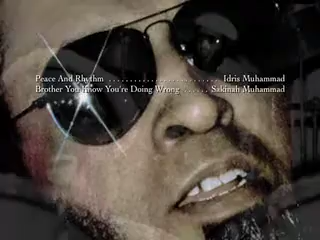 Peace And Rhythm ........................... Idris Muhammad
Brother You Know You're Doing Wrong ...... Sakinah Muhammad